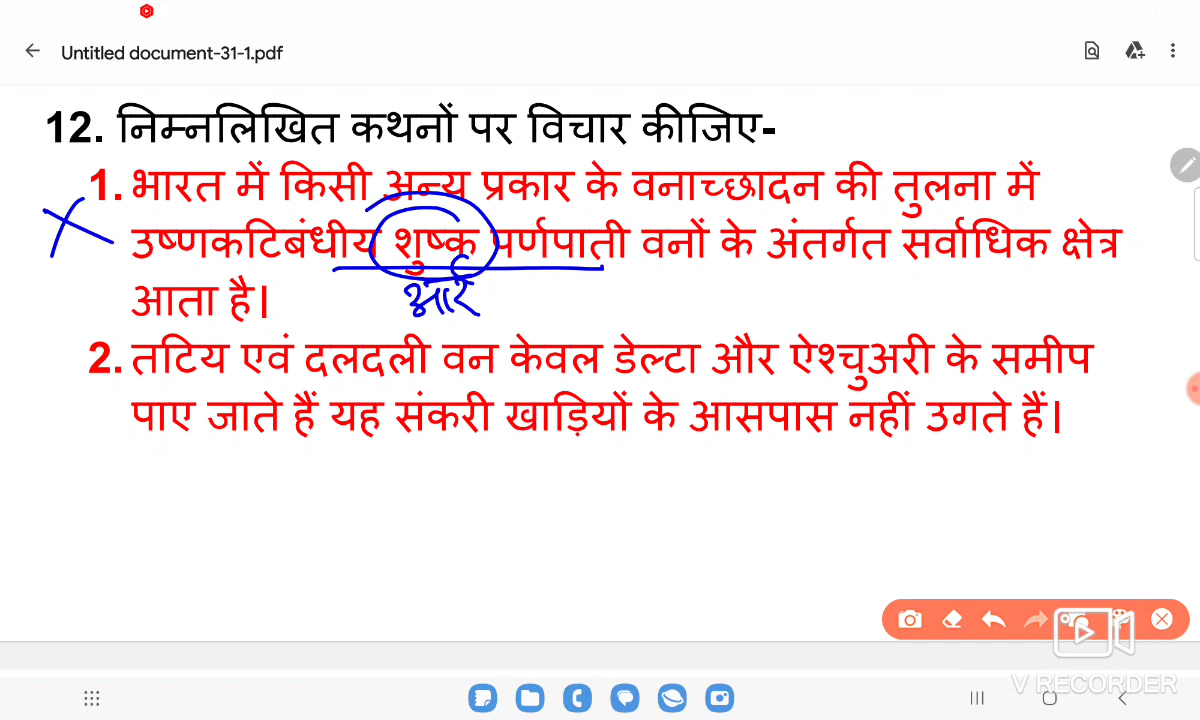 Untitled document-31-1.pdf
12. निम्नलिखित कथनों पर विचार कीजिए-
1. भारत में किसी अन्य प्रकार के वनाच्छादन की तुलना में
उष्णकटिबंधीय शुष्क पर्णपाती वनों के अंतर्गत सर्वाधिक क्षेत्र
आता है।
2. तटिय एवं दलदली वन केवल डेल्टा और ऐश्चुअरी के समीप
पाए जाते हैं यह संकरी खाड़ियों के आसपास नहीं उगते हैं।
V RECORDER